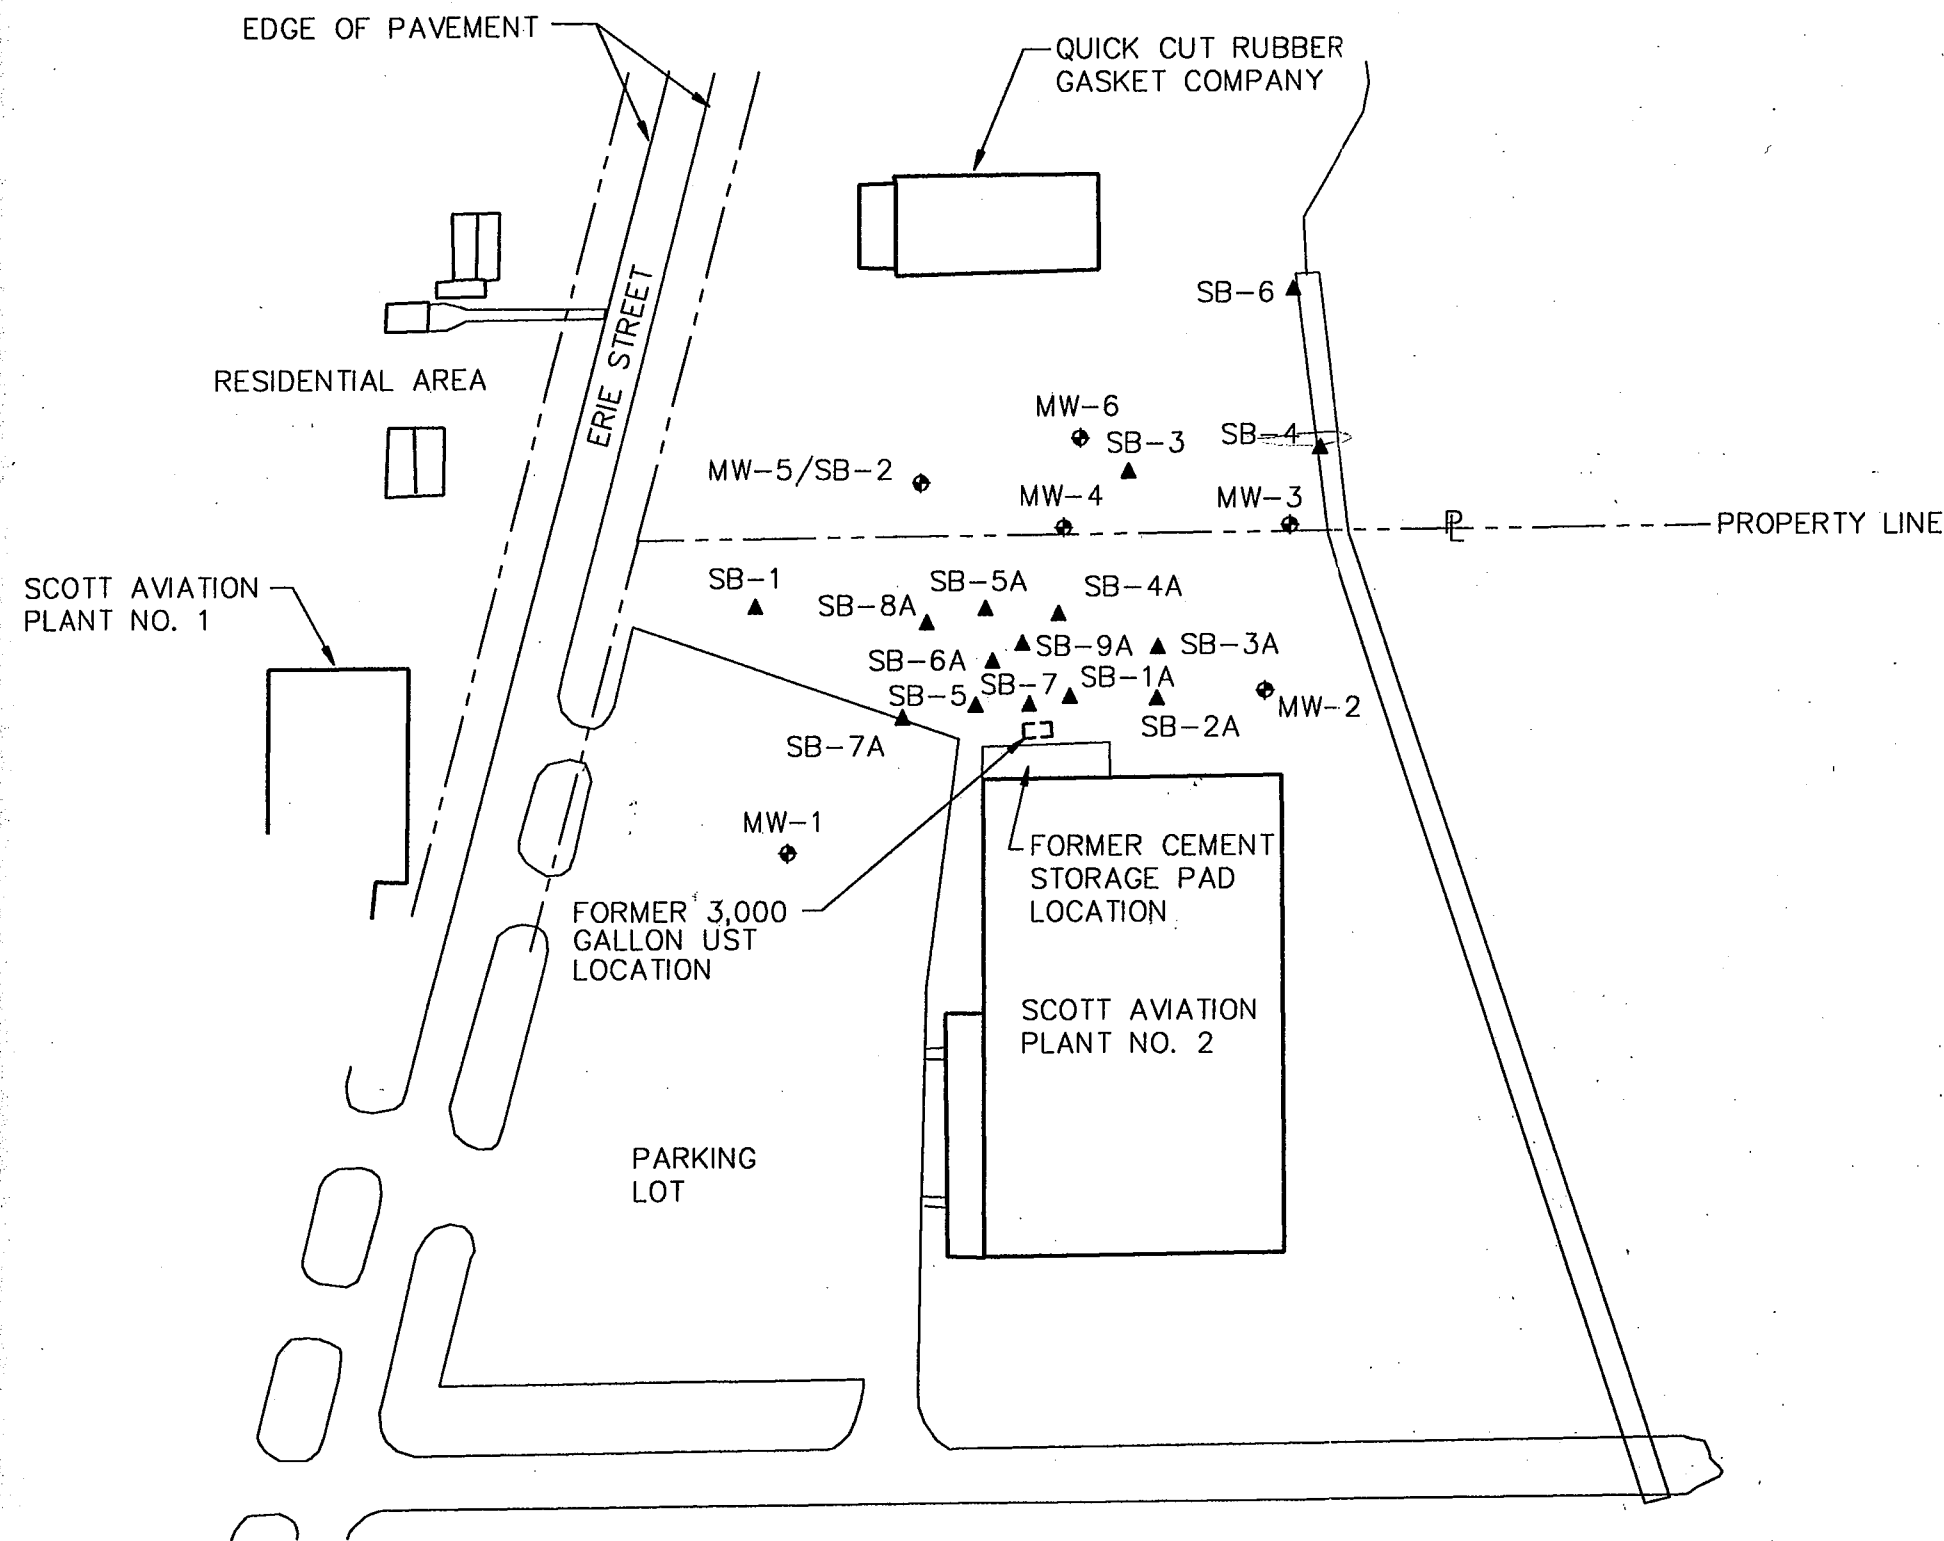 EDGE OF PAVEMENT
QUICK CUT RUBBER
GASKET COMPANY
ERIE STREET
SB-6
RESIDENTIAL AREA
MW-6
SB-3
SB-4
MW-5/SB-2
MW-4
MW-3
PL
PROPERTY LINE
SCOTT AVIATION
PLANT NO. 1
SB-1
SB-5A
SB-4A
SB-8A
SB-9A
SB-3A
SB-6A
SB-7
SB-1A
SB-5
MW-2
SB-2A
SB-7A
MW-1
FORMER CEMENT
STORAGE PAD
LOCATION
FORMER 3,000
GALLON UST
LOCATION
SCOTT AVIATION
PLANT NO. 2
PARKING
LOT